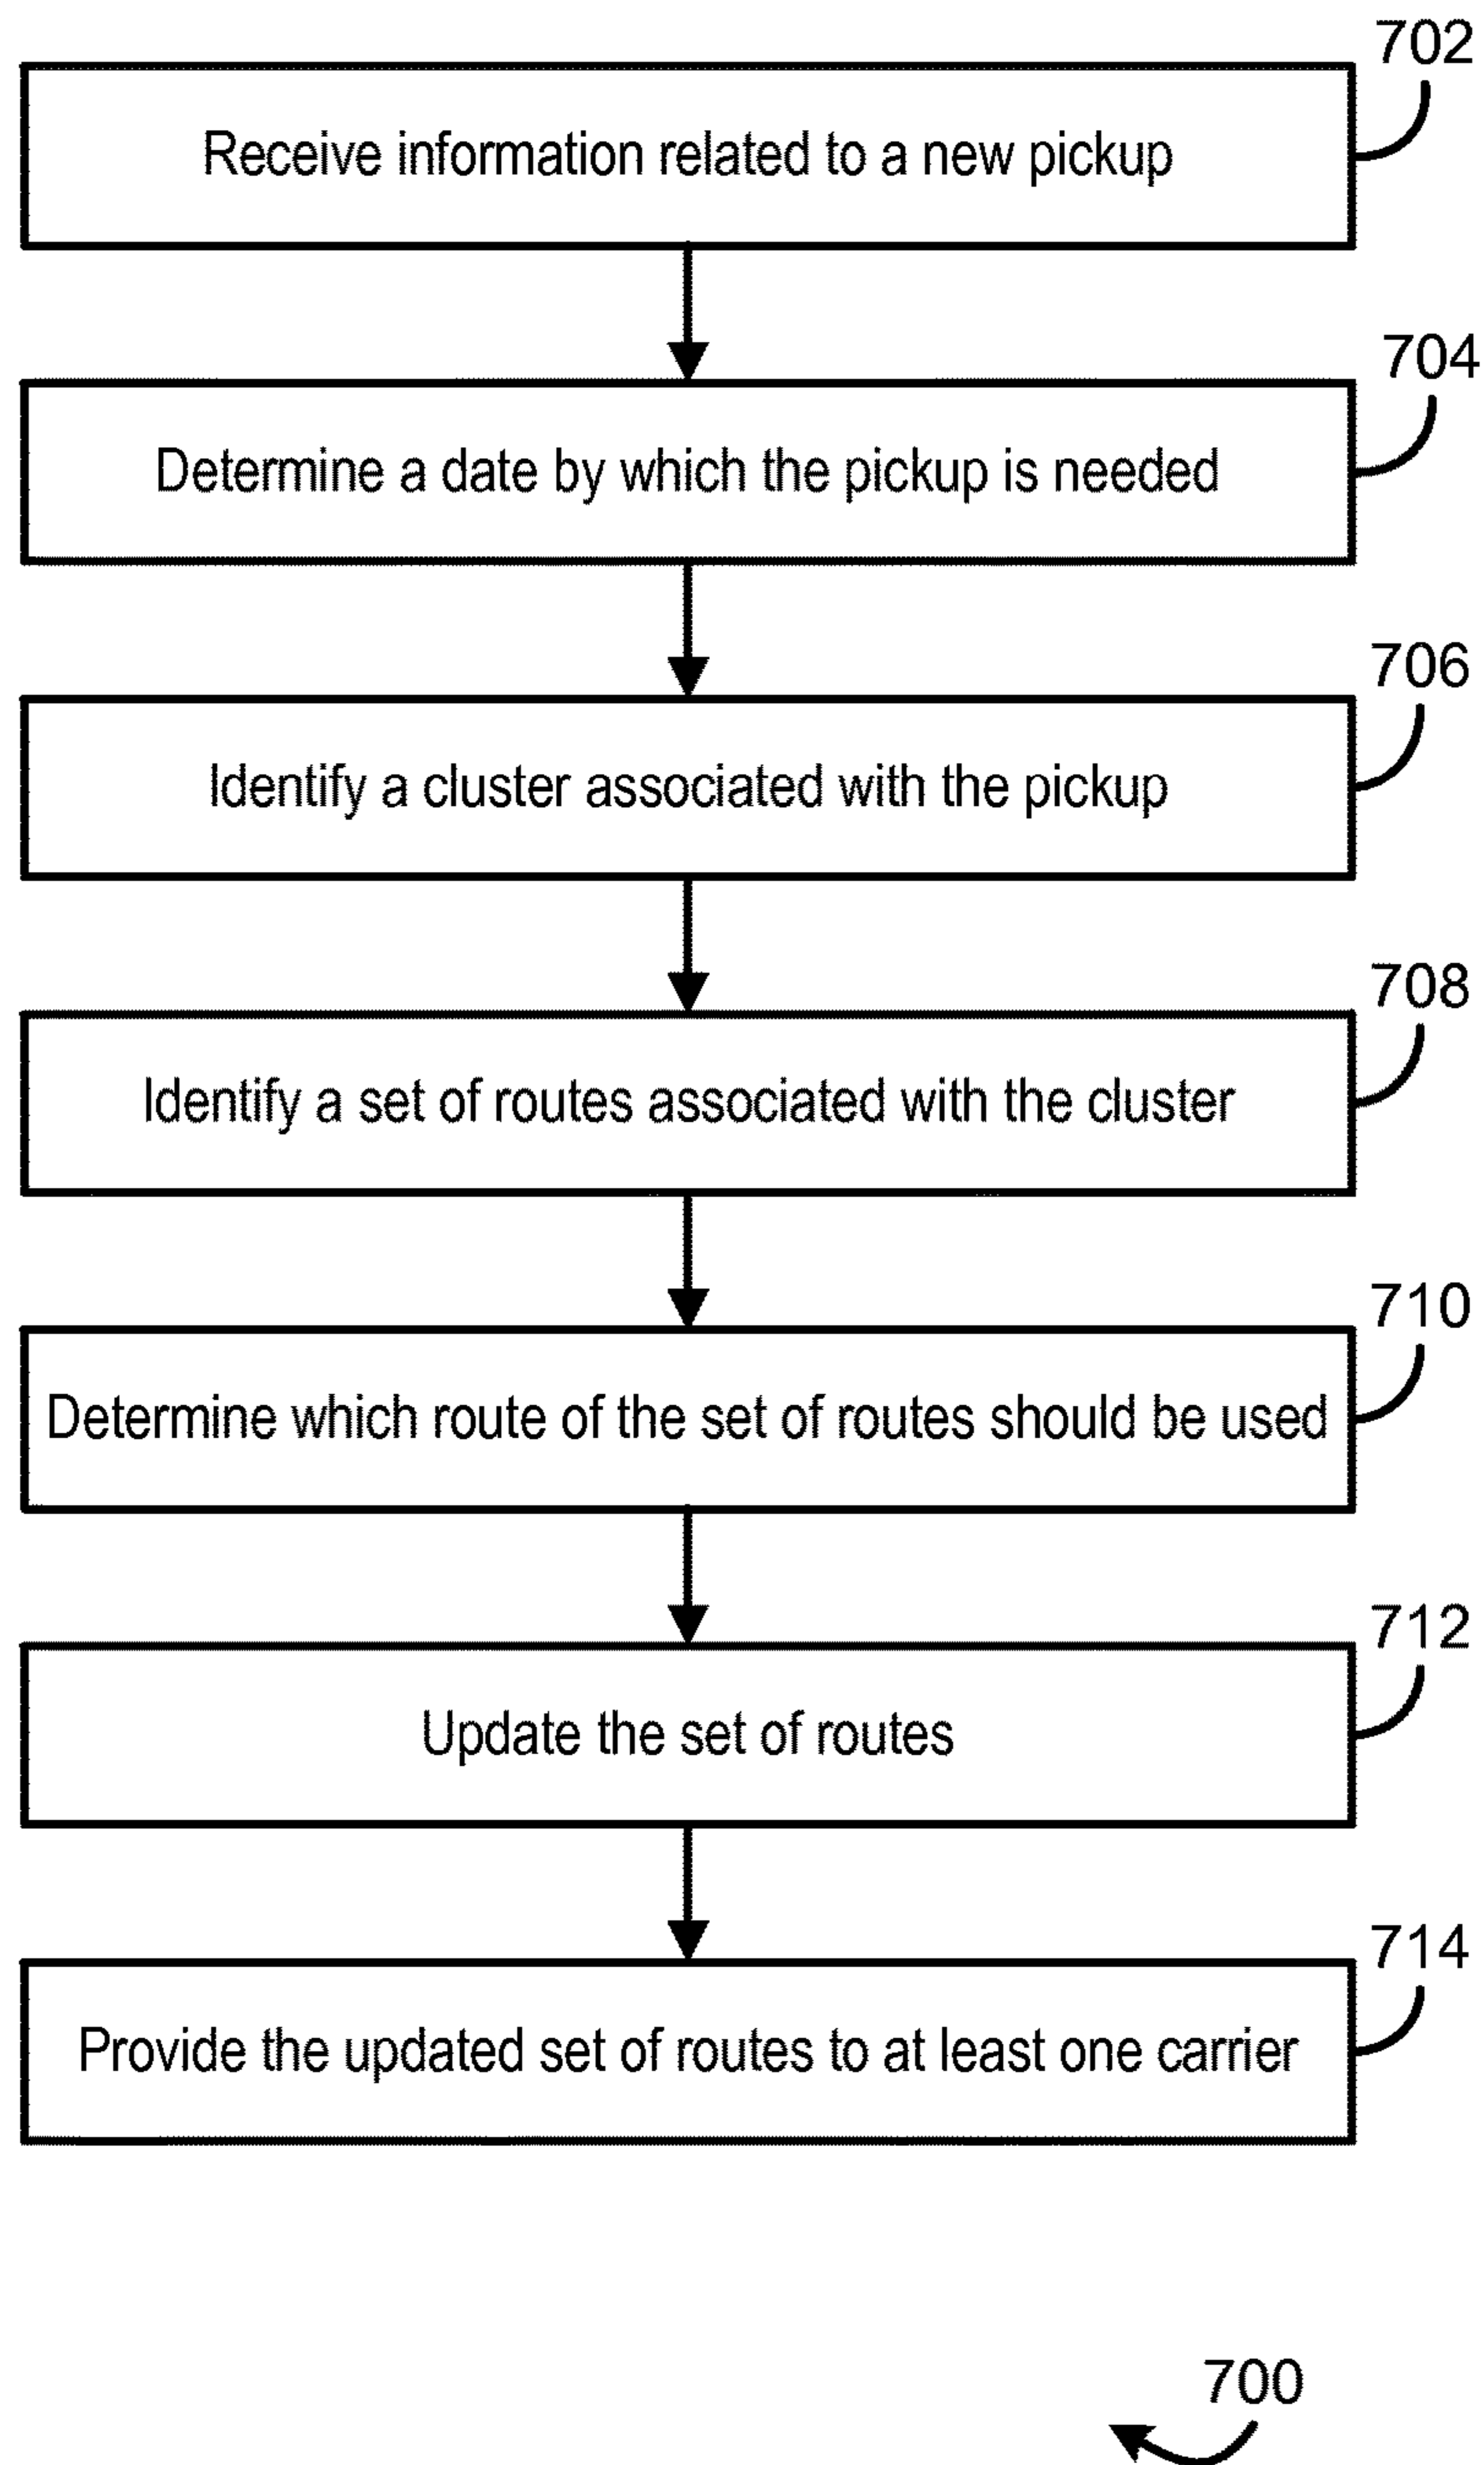 702
Receive information related to a new pickup
704
Determine a date by which the pickup is needed
706
Identify a cluster associated with the pickup
708
Identify a set of routes associated with the cluster
710
Determine which route of the set of routes should be used
712
Update the set of routes
714
Provide the updated set of routes to at least one carrier
700